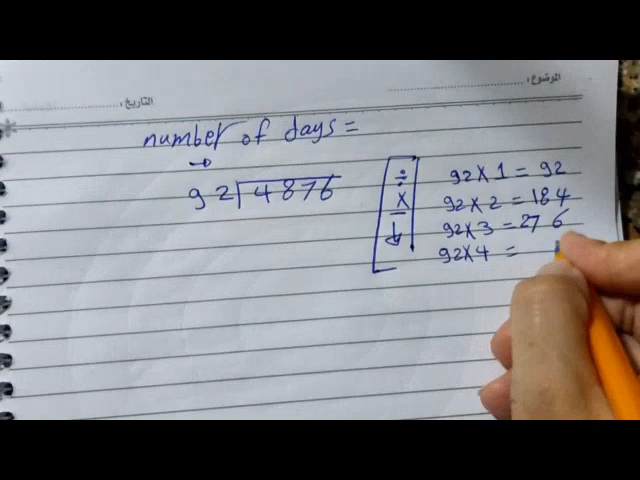 الموضوع:
التاريخ:
number of days =
92 4876
÷
×
-
↓
92 × 1 = 92
92 × 2 = 184
92 × 3 = 276
92 × 4 =